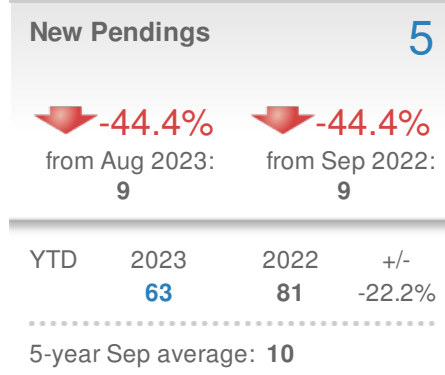 New Pendings 5
-44.4% -44.4%
from Aug 2023: from Sep 2022:
9 9
YTD 2023 2022 +/-
63 81 -22.2%
5-year Sep average: 10